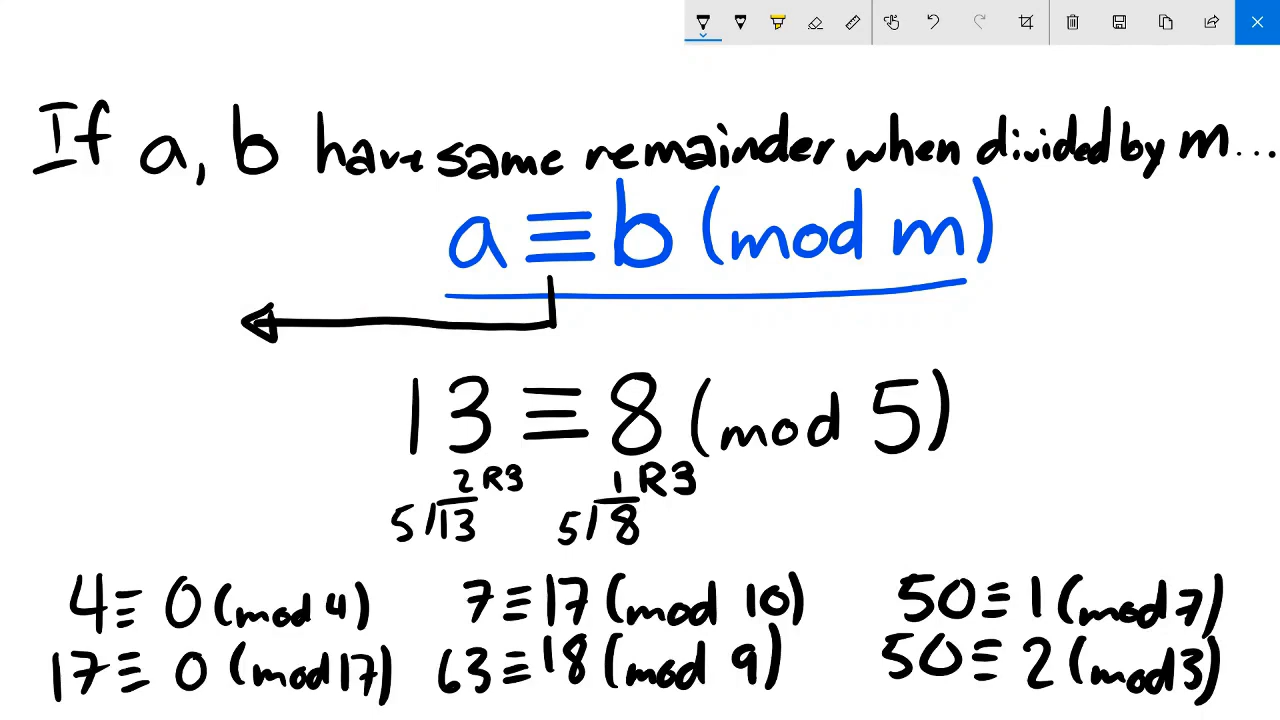 If a, b have same remainder when divided by m...
a ≡ b (mod m)
13 ≡ 8 (mod 5)
2 R3 1 R3
5 13 5 8
4 ≡ 0 (mod 4) 7 ≡ 17 (mod 10) 50 ≡ 1 (mod 7)
17 ≡ 0 (mod 17) 63 ≡ 18 (mod 9) 50 ≡ 2 (mod 3)